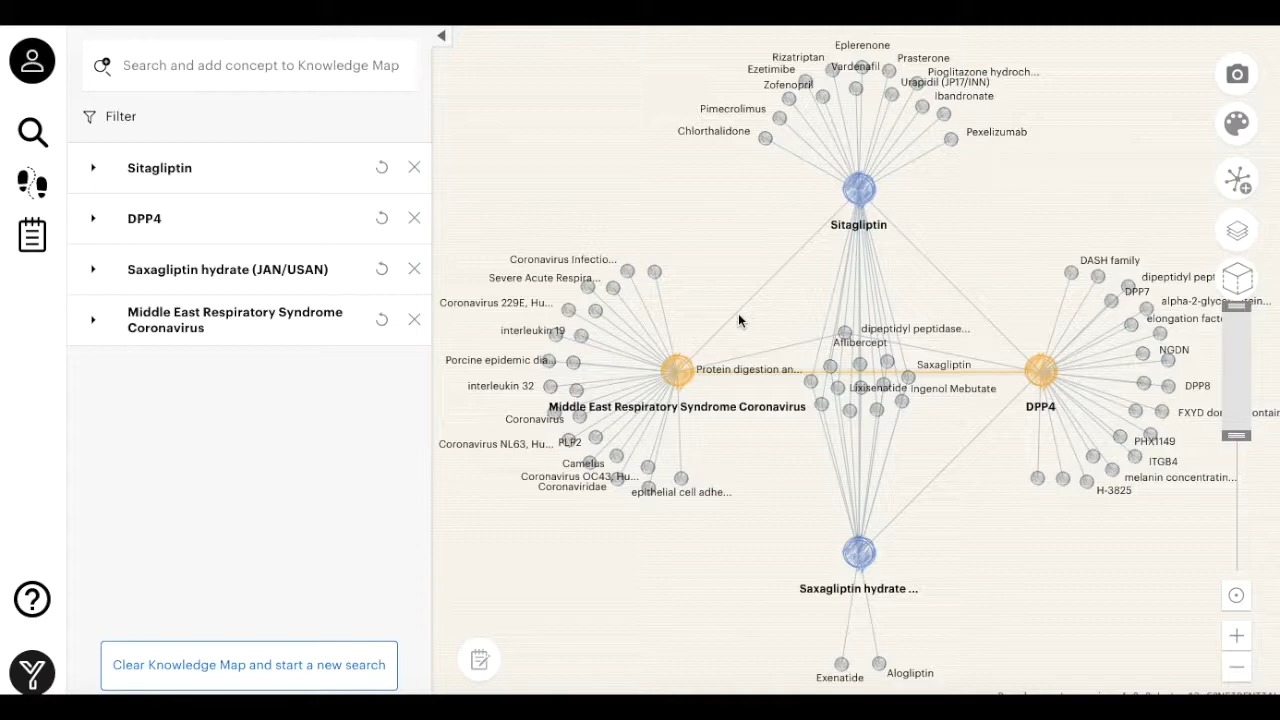 Search and add concept to Knowledge Map
Filter
Sitagliptin
DPP4
Saxagliptin hydrate (JAN/USAN)
Middle East Respiratory Syndrome
Coronavirus
Clear Knowledge Map and start a new search
Eplerenone
Rizatriptan
Prasterone
Ezetimibe
Vardenafil
Pioglitazone hydroch...
Zofenopril
Urapidil (JP17/INN)
Ibandronate
Pimecrolimus
Chlorthalidone
Pexelizumab
Sitagliptin
Coronavirus Infectio...
Severe Acute Respira...
Coronavirus 229E, Hu...
interleukin 19
Porcine epidemic dia...
interleukin 32
Coronavirus
Coronavirus NL63, Hu...
PLP2
Camelus
Coronavirus OC43, Hu...
Coronaviridae
epithelial cell adhe...
Protein digestion an...
Middle East Respiratory Syndrome Coronavirus
dipeptidyl peptidase...
Aflibercept
Saxagliptin
Lixisenatide
Ingenol Mebutate
DASH family
dipeptidyl pept
DPP7
alpha-2-glyco
elongation facto
NGDN
DPP8
FXYD
DPP4
PHX1149
ITGB4
melanin concentratin...
H-3825
Saxagliptin hydrate ...
Exenatide
Alogliptin